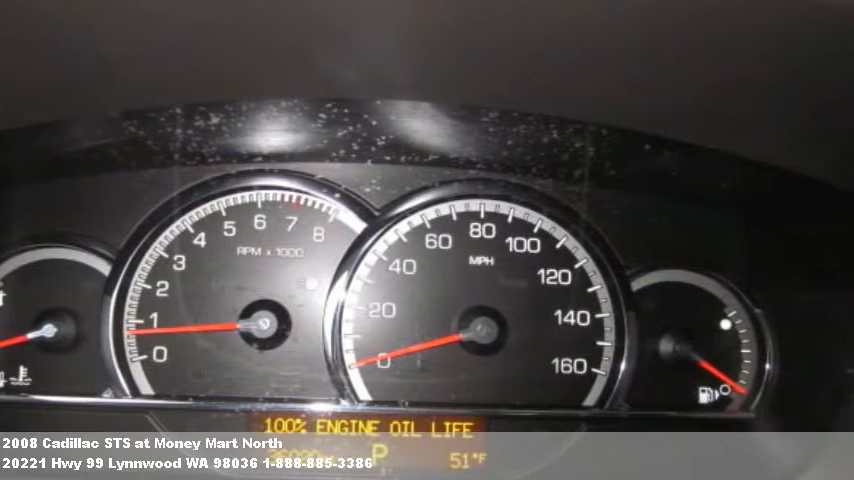 5 6 7 8
4
3
2
1
0
RPM x 1000
60 80 100
40 120
20 140
0 160
MPH
100% ENGINE OIL LIFE
P 51°F
2008 Cadillac STS at Money Mart North
20221 Hwy 99 Lynnwood WA 98036 1-888-885-3386